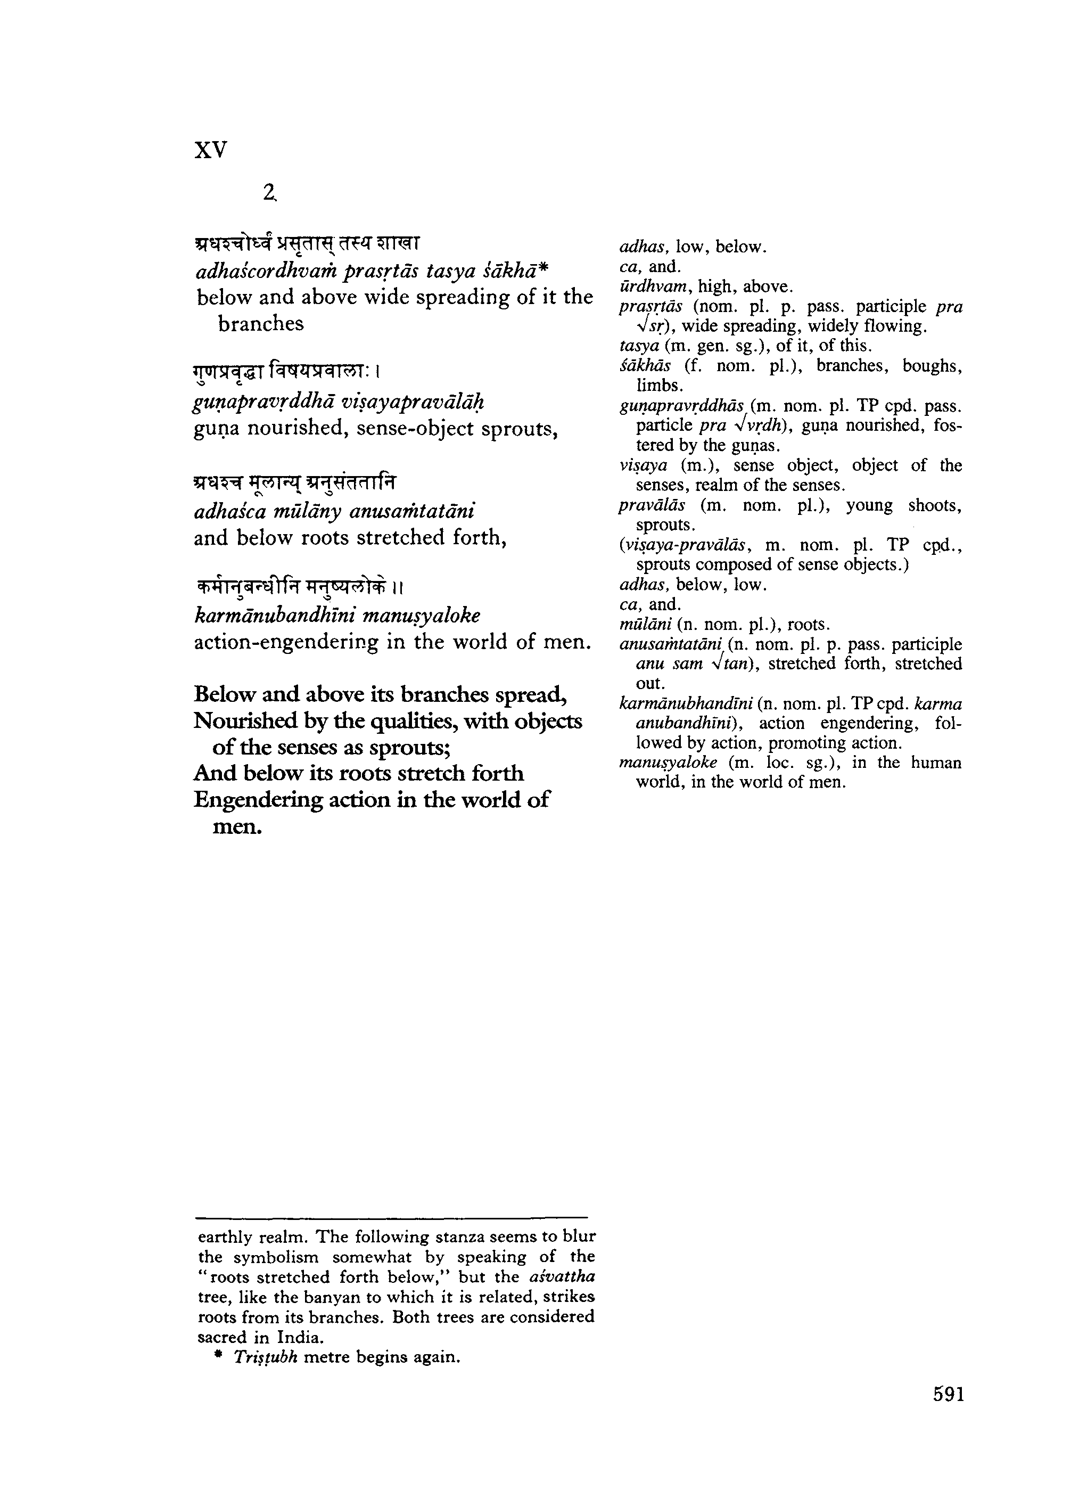 XV
2.
अधश्चोर्ध्वं प्रसृतास् तस्य शाखा
adhaścordhvaṁ prasṛtās tasya śākhā*
below and above wide spreading of it the
branches
गुणप्रवृद्धा विषयप्रवालाः ।
guṇapravṛddhā viṣayapravālāḥ
guṇa nourished, sense-object sprouts,
अधश्च मूलान्य् अनुसंततानि
adhaśca mūlāny anusaṁtatāni
and below roots stretched forth,
कर्मानुबन्धीनि मनुष्यलोके ।।
karmānubandhīni manuṣyaloke
action-engendering in the world of men.
Below and above its branches spread,
Nourished by the qualities, with objects
of the senses as sprouts;
And below its roots stretch forth
Engendering action in the world of
men.
adhas, low, below.
ca, and.
ūrdhvam, high, above.
prasṛtās (nom. pl. p. pass. participle pra
√sṛ), wide spreading, widely flowing.
tasya (m. gen. sg.), of it, of this.
śākhās (f. nom. pl.), branches, boughs,
limbs.
guṇapravṛddhās (m. nom. pl. TP cpd. pass.
particle pra √vṛdh), guṇa nourished, fos-
tered by the guṇas.
viṣaya (m.), sense object, object of the
senses, realm of the senses.
pravālās (m. nom. pl.), young shoots,
sprouts.
(viṣaya-pravālās, m. nom. pl. TP cpd.,
sprouts composed of sense objects.)
adhas, below, low.
ca, and.
mūlāni (n. nom. pl.), roots.
anusaṁtatāni (n. nom. pl. p. pass. participle
anu sam √tan), stretched forth, stretched
out.
karmānubhandīni (n. nom. pl. TP cpd. karma
anubandhīni), action engendering, fol-
lowed by action, promoting action.
manuṣyaloke (m. loc. sg.), in the human
world, in the world of men.
earthly realm. The following stanza seems to blur
the symbolism somewhat by speaking of the
“roots stretched forth below,” but the aśvattha
tree, like the banyan to which it is related, strikes
roots from its branches. Both trees are considered
sacred in India.
* Triṣṭubh metre begins again.
591